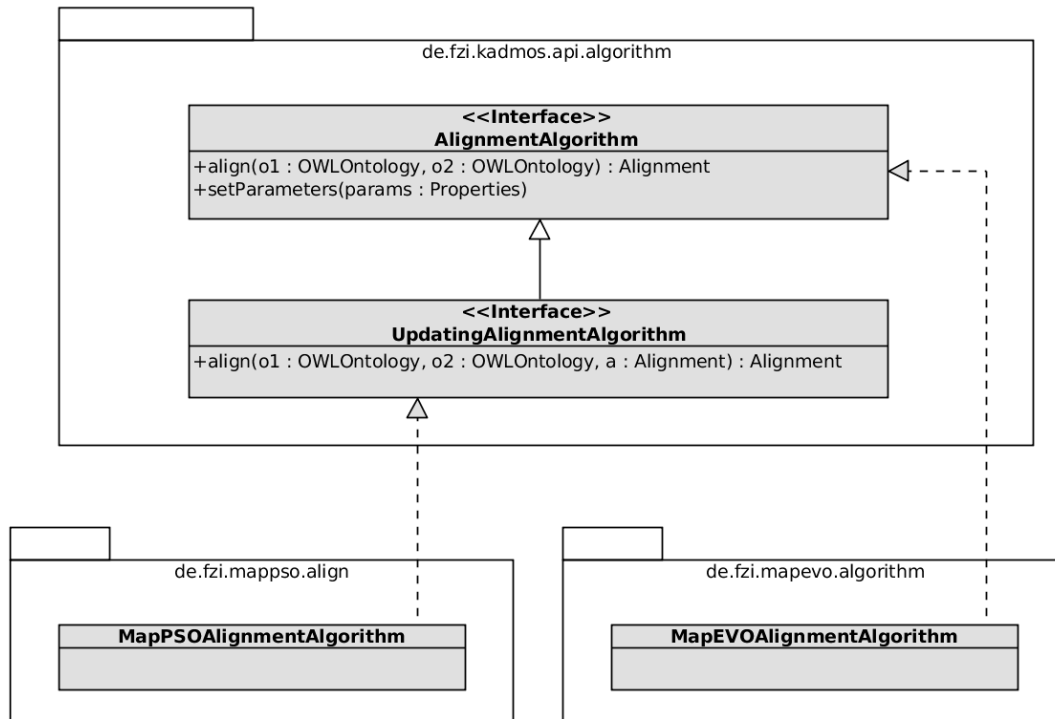 de.fzi.kadmos.api.algorithm
<<Interface>>
AlignmentAlgorithm
+align(o1 : OWLOntology, o2 : OWLOntology) : Alignment
+setParameters(params : Properties)
<<Interface>>
UpdatingAlignmentAlgorithm
+align(o1 : OWLOntology, o2 : OWLOntology, a : Alignment) : Alignment
de.fzi.mappso.align
MapPSOAlignmentAlgorithm
de.fzi.mapevo.algorithm
MapEVOAlignmentAlgorithm